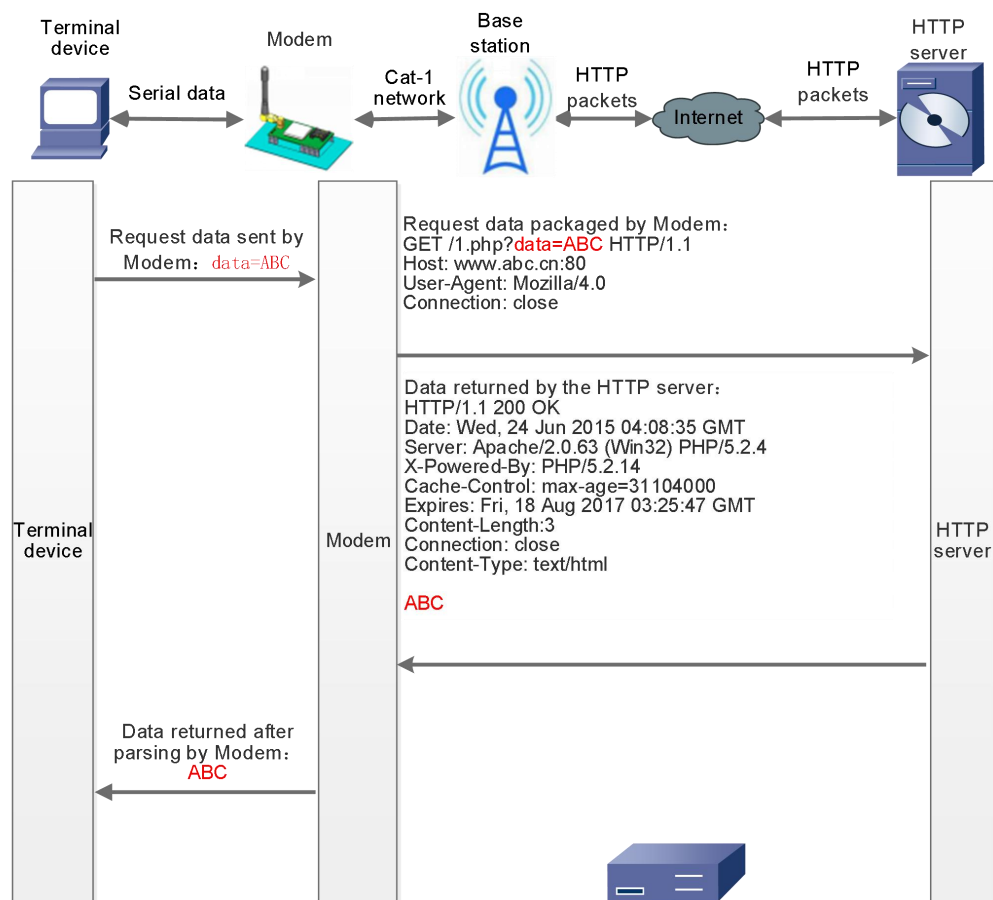 Terminal
device
Modem
Base
station
HTTP
server
Serial data
Cat-1
network
HTTP
packets
Internet
HTTP
packets
Request data sent by
Modem：data=ABC
Request data packaged by Modem：
GET /1.php?data=ABC HTTP/1.1
Host: www.abc.cn:80
User-Agent: Mozilla/4.0
Connection: close
Data returned by the HTTP server：
HTTP/1.1 200 OK
Date: Wed, 24 Jun 2015 04:08:35 GMT
Server: Apache/2.0.63 (Win32) PHP/5.2.4
X-Powered-By: PHP/5.2.14
Cache-Control: max-age=31104000
Expires: Fri, 18 Aug 2017 03:25:47 GMT
Content-Length:3
Connection: close
Content-Type: text/html
ABC
Terminal
device
Modem
HTTP
server
Data returned after
parsing by Modem：
ABC